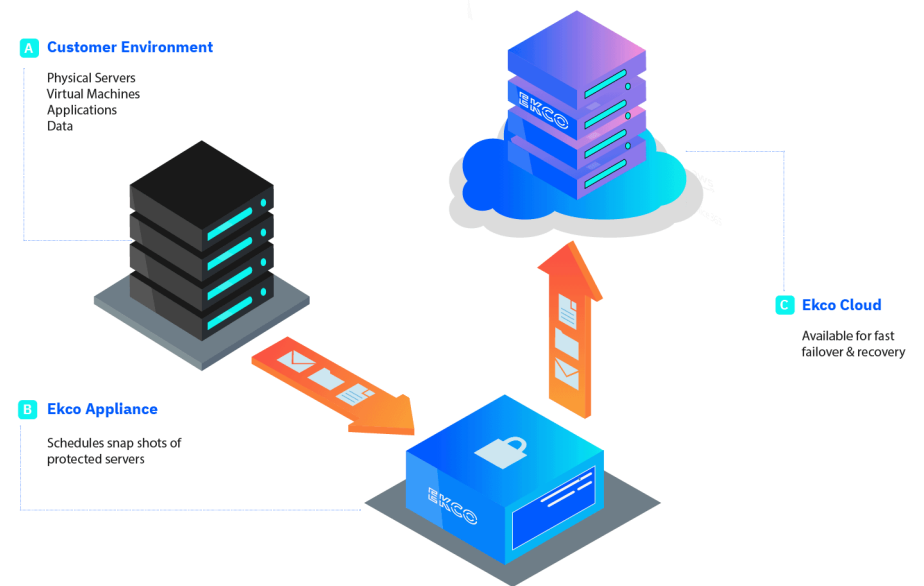 A Customer Environment
Physical Servers
Virtual Machines
Applications
Data
EKCO
C Ekco Cloud
Available for fast
failover & recovery
B Ekco Appliance
Schedules snap shots of
protected servers
EKCO